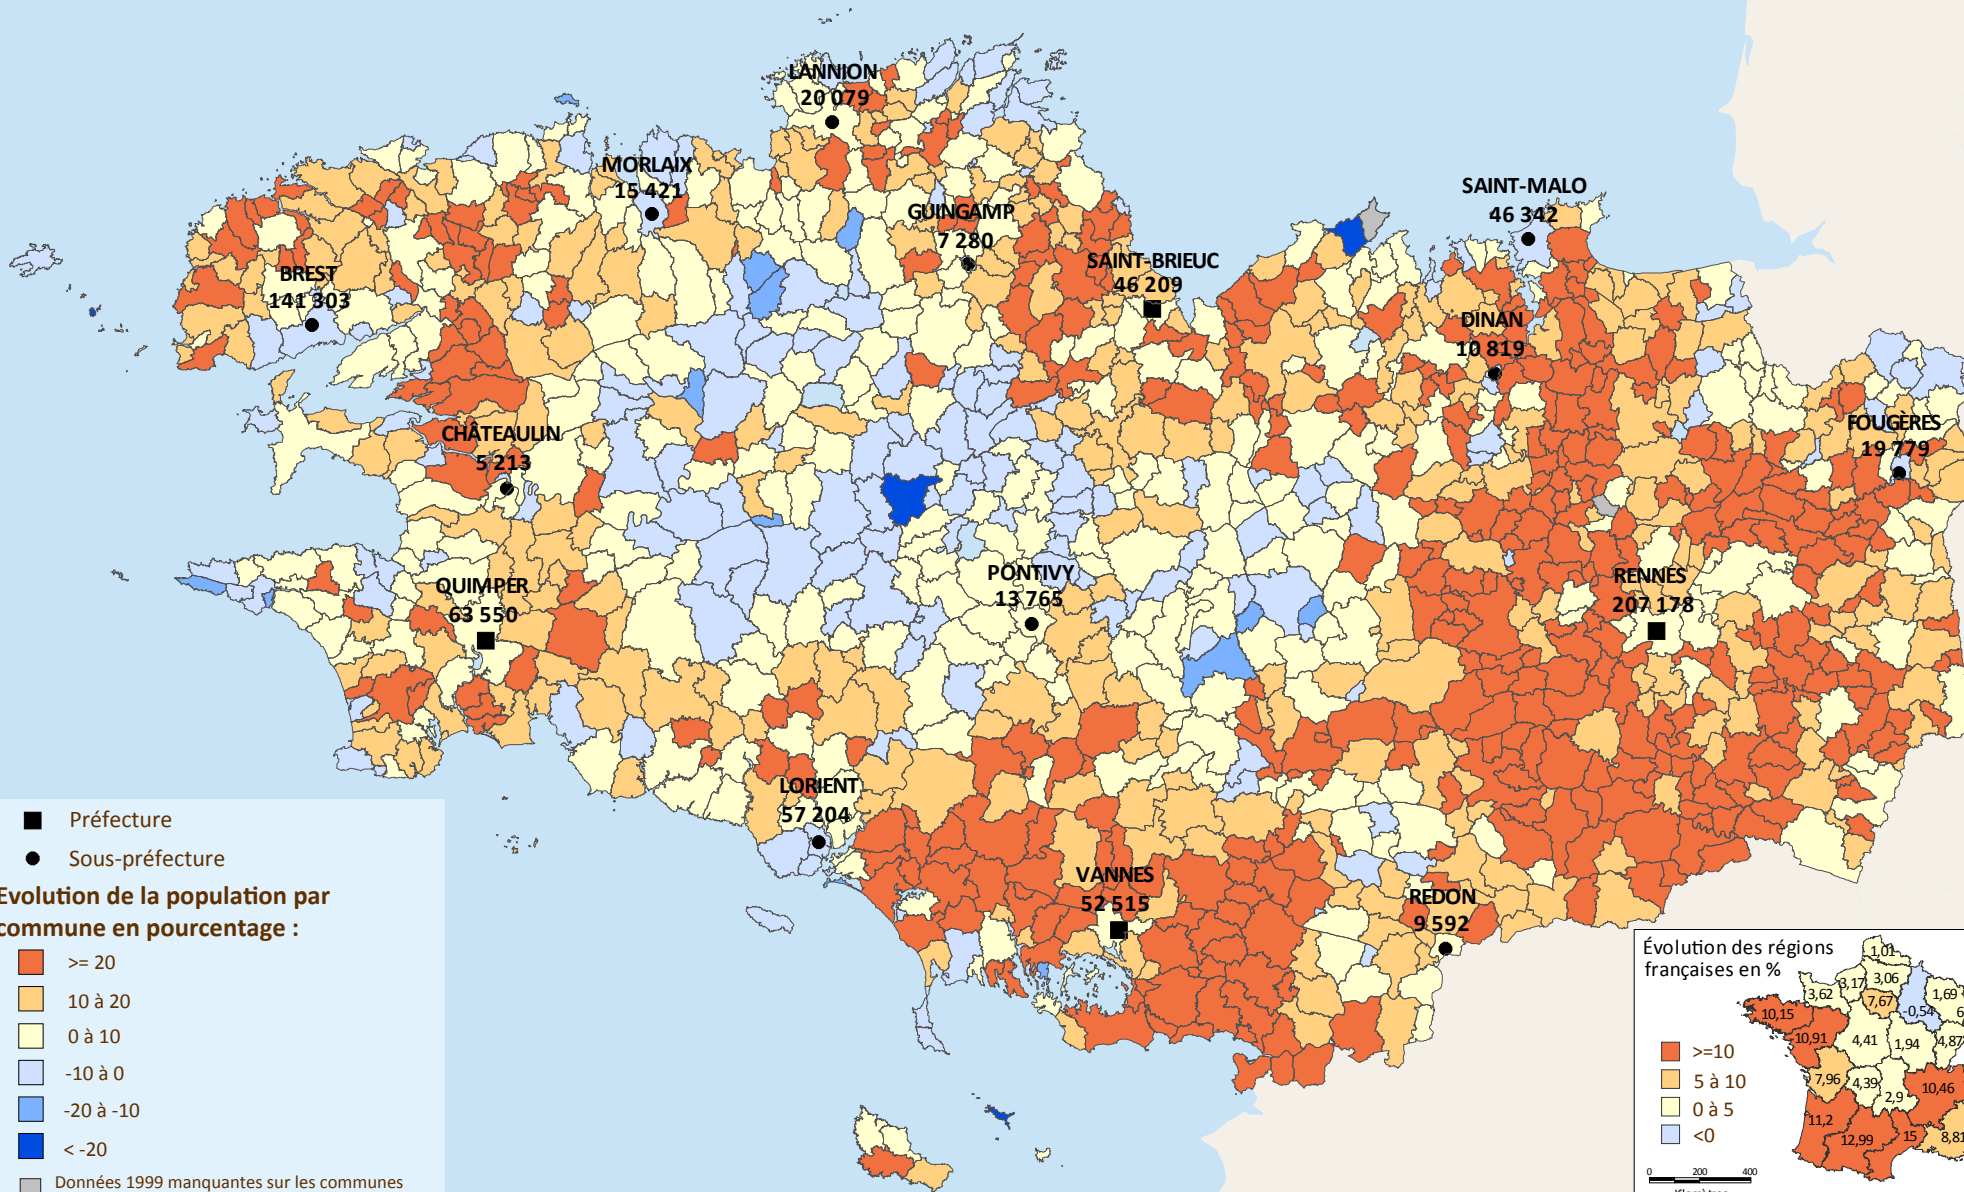 LANNION
20 079
MORLAIX
15 421
GUINGAMP
7 280
SAINT-MALO
46 342
SAINT-BRIEUC
46 209
BREST
141 303
DINAN
10 819
FOUGÈRES
19 779
CHÂTEAULIN
5 213
QUIMPER
63 550
PONTIVY
13 765
RENNES
207 178
LORIENT
57 204
VANNES
52 515
REDON
9 592
Préfecture
Sous-préfecture
Evolution de la population par
commune en pourcentage :
>= 20
10 à 20
0 à 10
-10 à 0
-20 à -10
< -20
Données 1999 manquantes sur les communes
Évolution des régions
françaises en %
1,01
3,06
3,17
3,62
7,67
-0,54
1,69
6
10,15
10,91
4,41
1,94
4,87
7,96
4,39
2,9
10,46
11,2
12,99
15
8,81
>=10
5 à 10
0 à 5
<0
0 200 400